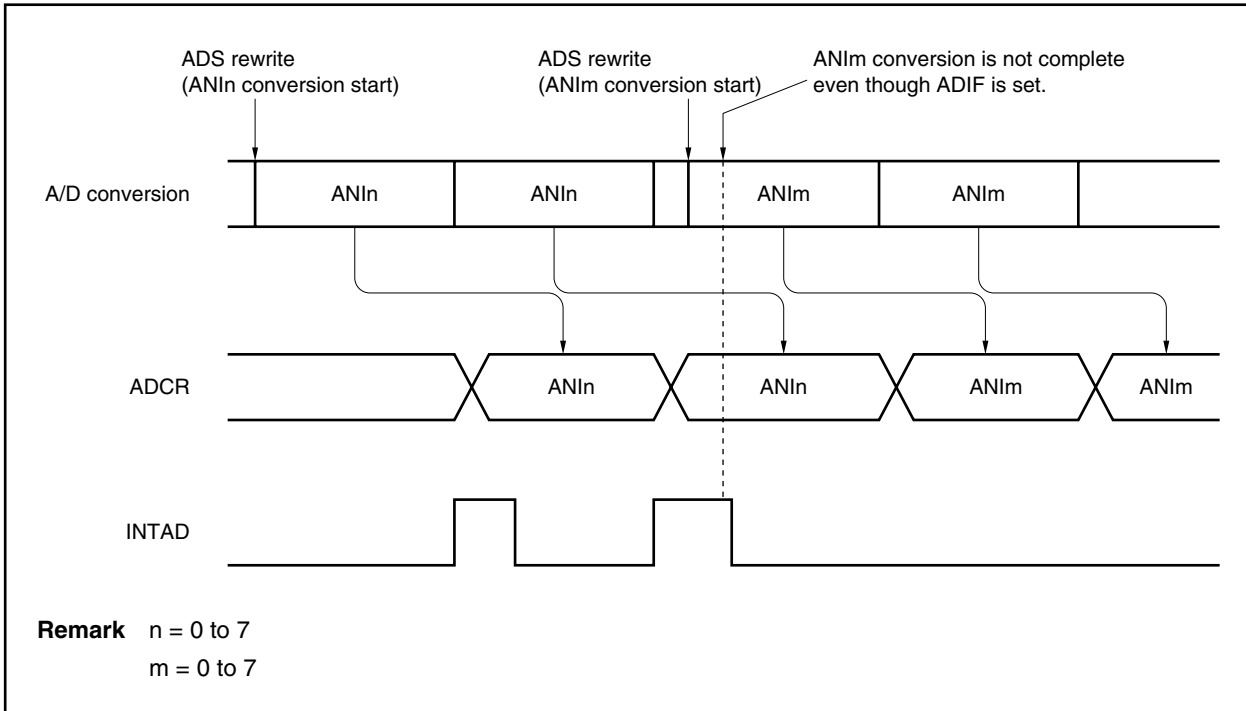 ADS rewrite
(ANIn conversion start)
ADS rewrite
(ANIm conversion start)
ANIm conversion is not complete
even though ADIF is set.
A/D conversion
ANIn
ANIn
ANIm
ANIm
ADCR
ANIn
ANIn
ANIm
ANIm
INTAD
Remark n = 0 to 7
m = 0 to 7